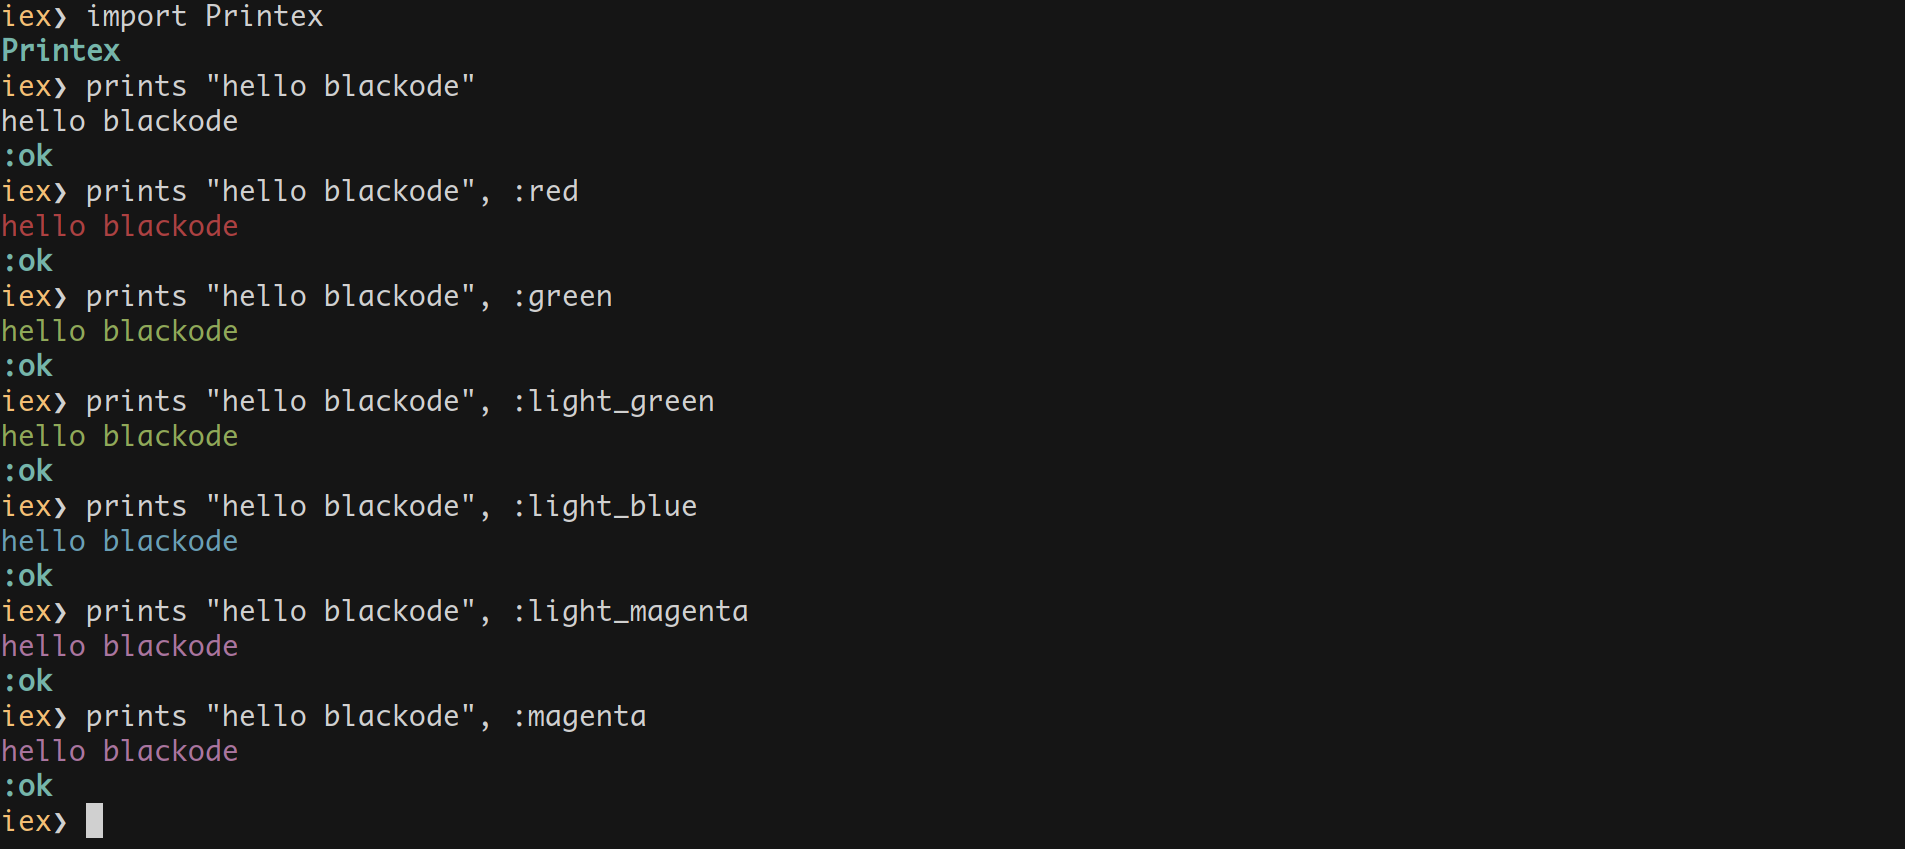 iex❯ import Printex
Printex
iex❯ prints "hello blackode"
hello blackode
:ok
iex❯ prints "hello blackode", :red
hello blackode
:ok
iex❯ prints "hello blackode", :green
hello blackode
:ok
iex❯ prints "hello blackode", :light_green
hello blackode
:ok
iex❯ prints "hello blackode", :light_blue
hello blackode
:ok
iex❯ prints "hello blackode", :light_magenta
hello blackode
:ok
iex❯ prints "hello blackode", :magenta
hello blackode
:ok
iex❯